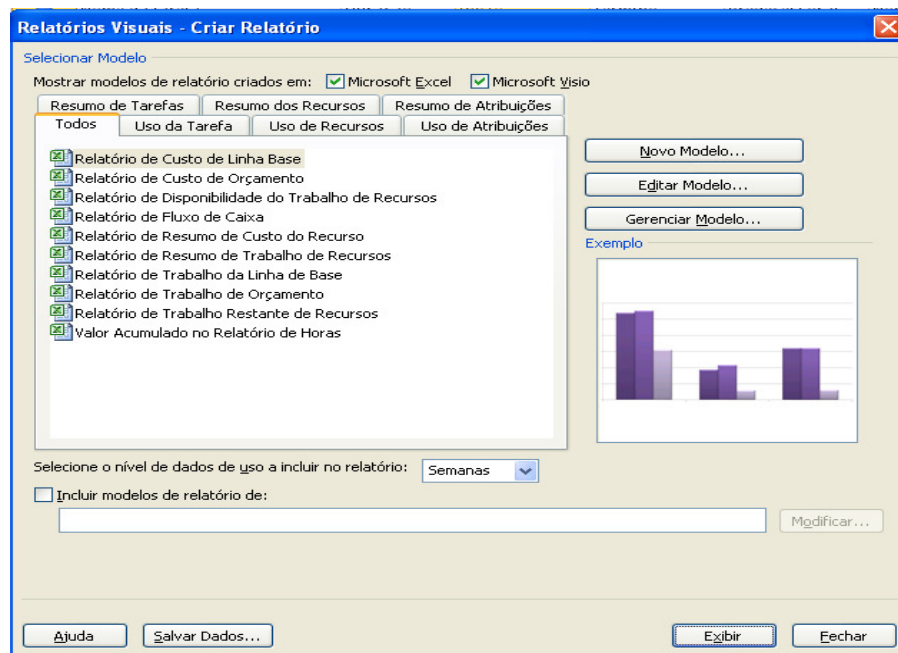 Relatórios Visuais - Criar Relatório
Selecionar Modelo
Mostrar modelos de relatório criados em: Microsoft Excel Microsoft Visio
Resumo de Tarefas Resumo dos Recursos Resumo de Atribuições
Todos Uso da Tarefa Uso de Recursos Uso de Atribuições
Relatório de Custo de Linha Base
Relatório de Custo de Orçamento
Relatório de Disponibilidade do Trabalho de Recursos
Relatório de Fluxo de Caixa
Relatório de Resumo de Custo do Recurso
Relatório de Resumo de Trabalho de Recursos
Relatório de Trabalho da Linha de Base
Relatório de Trabalho de Orçamento
Relatório de Trabalho Restante de Recursos
Valor Acumulado no Relatório de Horas
Novo Modelo...
Editar Modelo...
Gerenciar Modelo...
Exemplo
Selecione o nível de dados de uso a incluir no relatório: Semanas
Incluir modelos de relatório de:
Modificar...
Ajuda Salvar Dados... Exibir Fechar